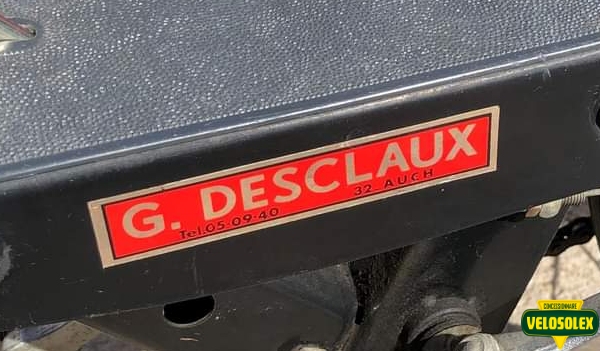 G. DESCLAUX
Tel.05-09-40 32 AUCH
CONCESSIONNAIRE
VELOSOLEX